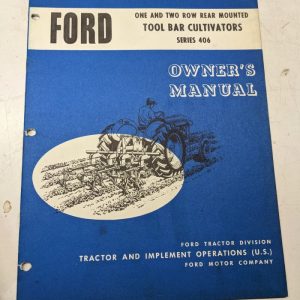 FORD
ONE AND TWO ROW REAR MOUNTED
TOOL BAR CULTIVATORS
SERIES 406
OWNER'S
MANUAL
FORD TRACTOR DIVISION
TRACTOR AND IMPLEMENT OPERATIONS (U.S.)
FORD MOTOR COMPANY